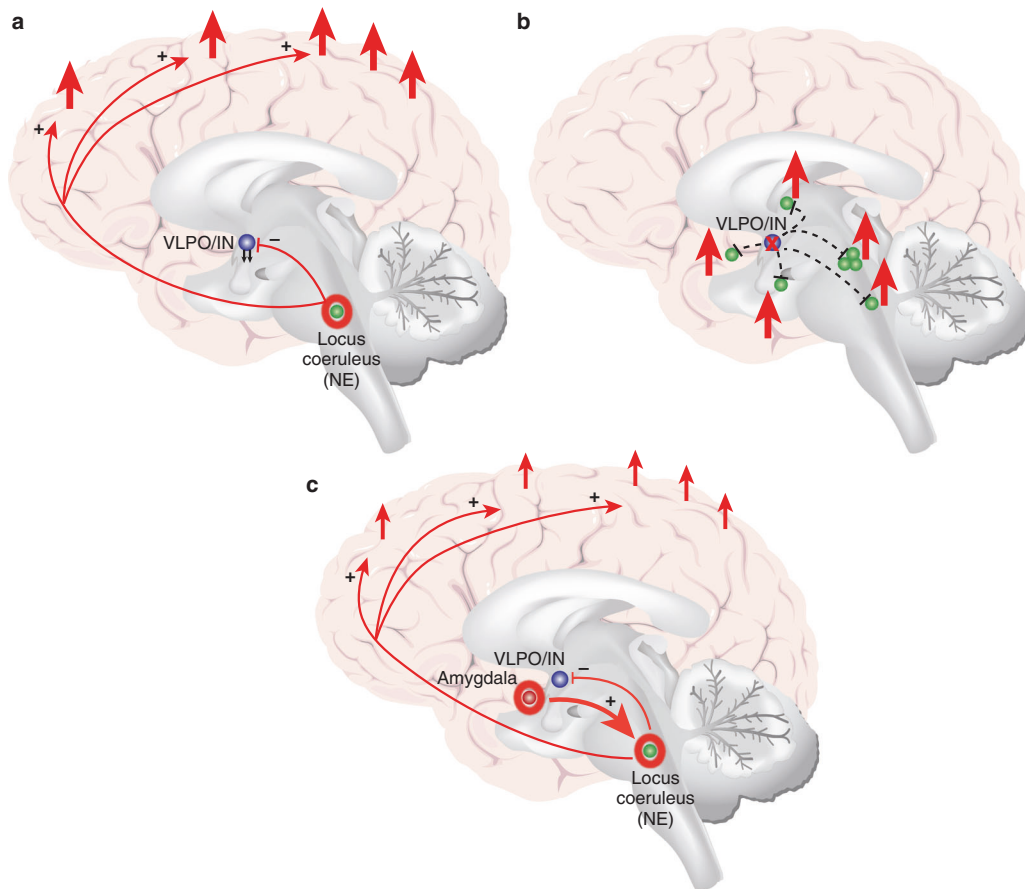 a
+
+
+
VLPO/IN
−
Locus
coeruleus
(NE)
b
VLPO/IN
c
+
+
+
VLPO/IN
−
Amygdala
+
Locus
coeruleus
(NE)